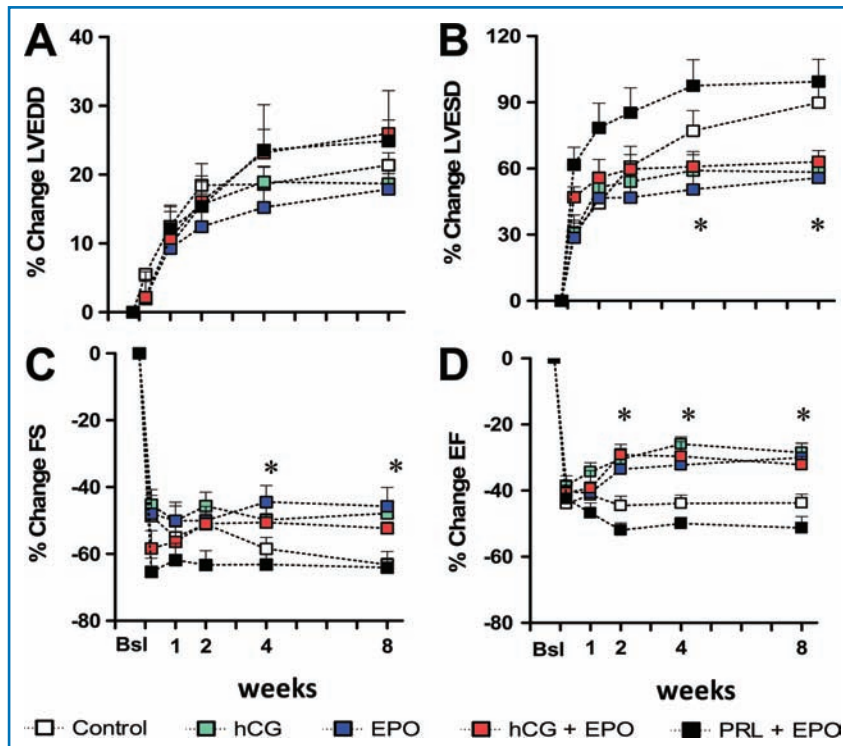 A
% Change LVEDD
40
30
20
10
0
B
% Change LVESD
120
90
60
30
0
*
*
C
% Change FS
-0
-20
-40
-60
-80
*
*
Bsl 1 2 4 8
weeks
D
% Change EF
0
-20
-40
-60
-80
*
*
*
Bsl 1 2 4 8
weeks
Control hCG EPO hCG + EPO PRL + EPO